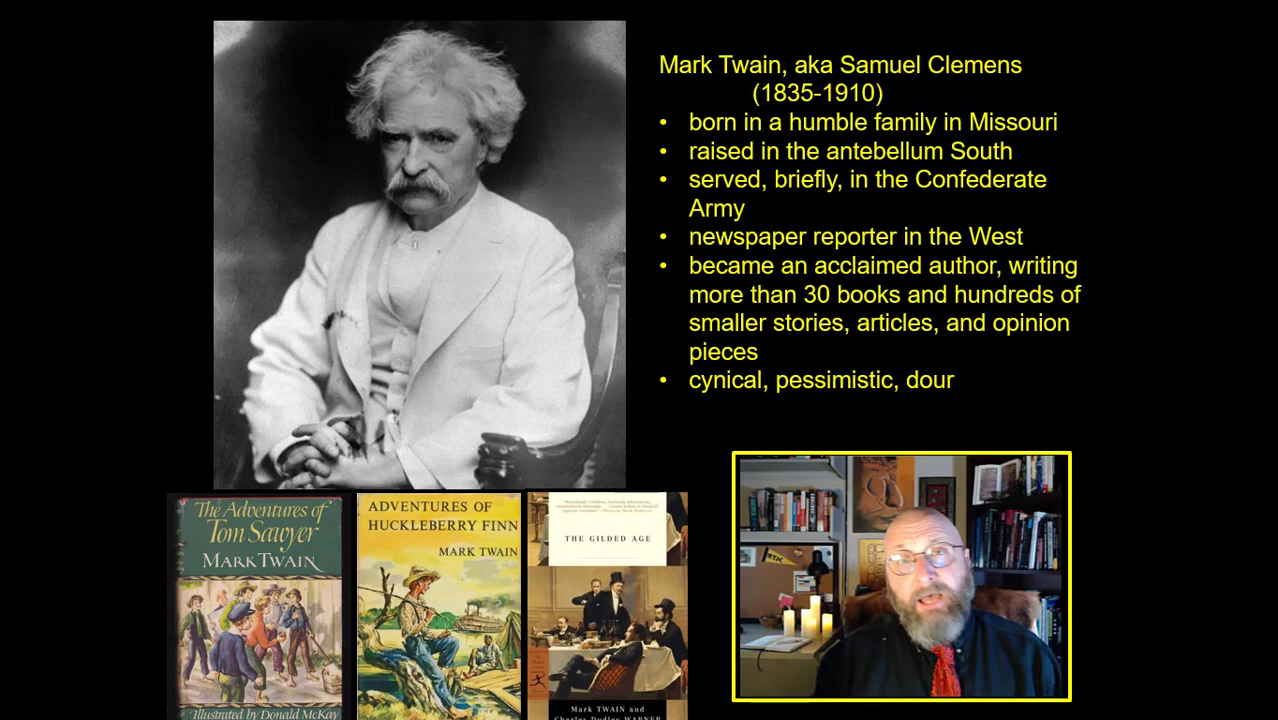 Mark Twain, aka Samuel Clemens
(1835-1910)
• born in a humble family in Missouri
• raised in the antebellum South
• served, briefly, in the Confederate
Army
• newspaper reporter in the West
• became an acclaimed author, writing
more than 30 books and hundreds of
smaller stories, articles, and opinion
pieces
• cynical, pessimistic, dour
The Adventures of
Tom Sawyer
MARK TWAIN
Illustrated by Donald McKay
ADVENTURES OF
HUCKLEBERRY FINN
MARK TWAIN
THE GILDED AGE
Mark TWAIN and
Charles Dudley WARNER